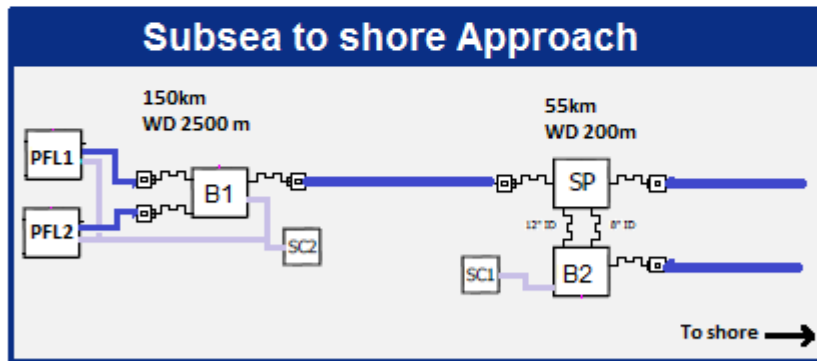 Subsea to shore Approach
150km
WD 2500 m
55km
WD 200m
PFL1
B1
SP
PFL2
12" ID
8" ID
SC2
SC1
B2
To shore